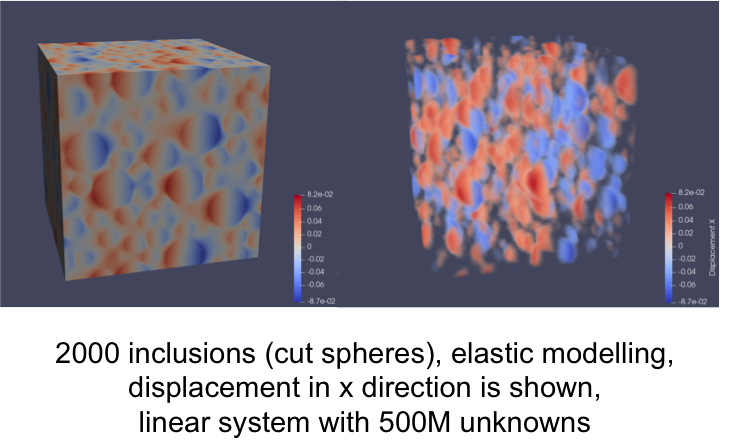 8.2e-02
0.06
0.04
0.02
0
-0.02
-0.04
-0.06
-8.7e-02
8.2e-02
0.06
0.04
0.02
0
-0.02
-0.04
-0.06
-8.7e-02
Displacement X
2000 inclusions (cut spheres), elastic modelling,
displacement in x direction is shown,
linear system with 500M unknowns